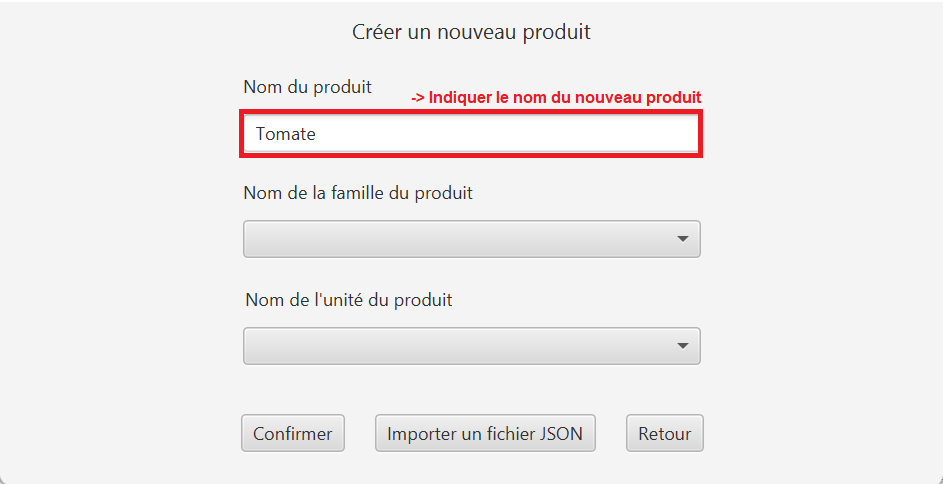 Créer un nouveau produit
Nom du produit
-> Indiquer le nom du nouveau produit
Tomate
Nom de la famille du produit
Nom de l'unité du produit
Confirmer
Importer un fichier JSON
Retour